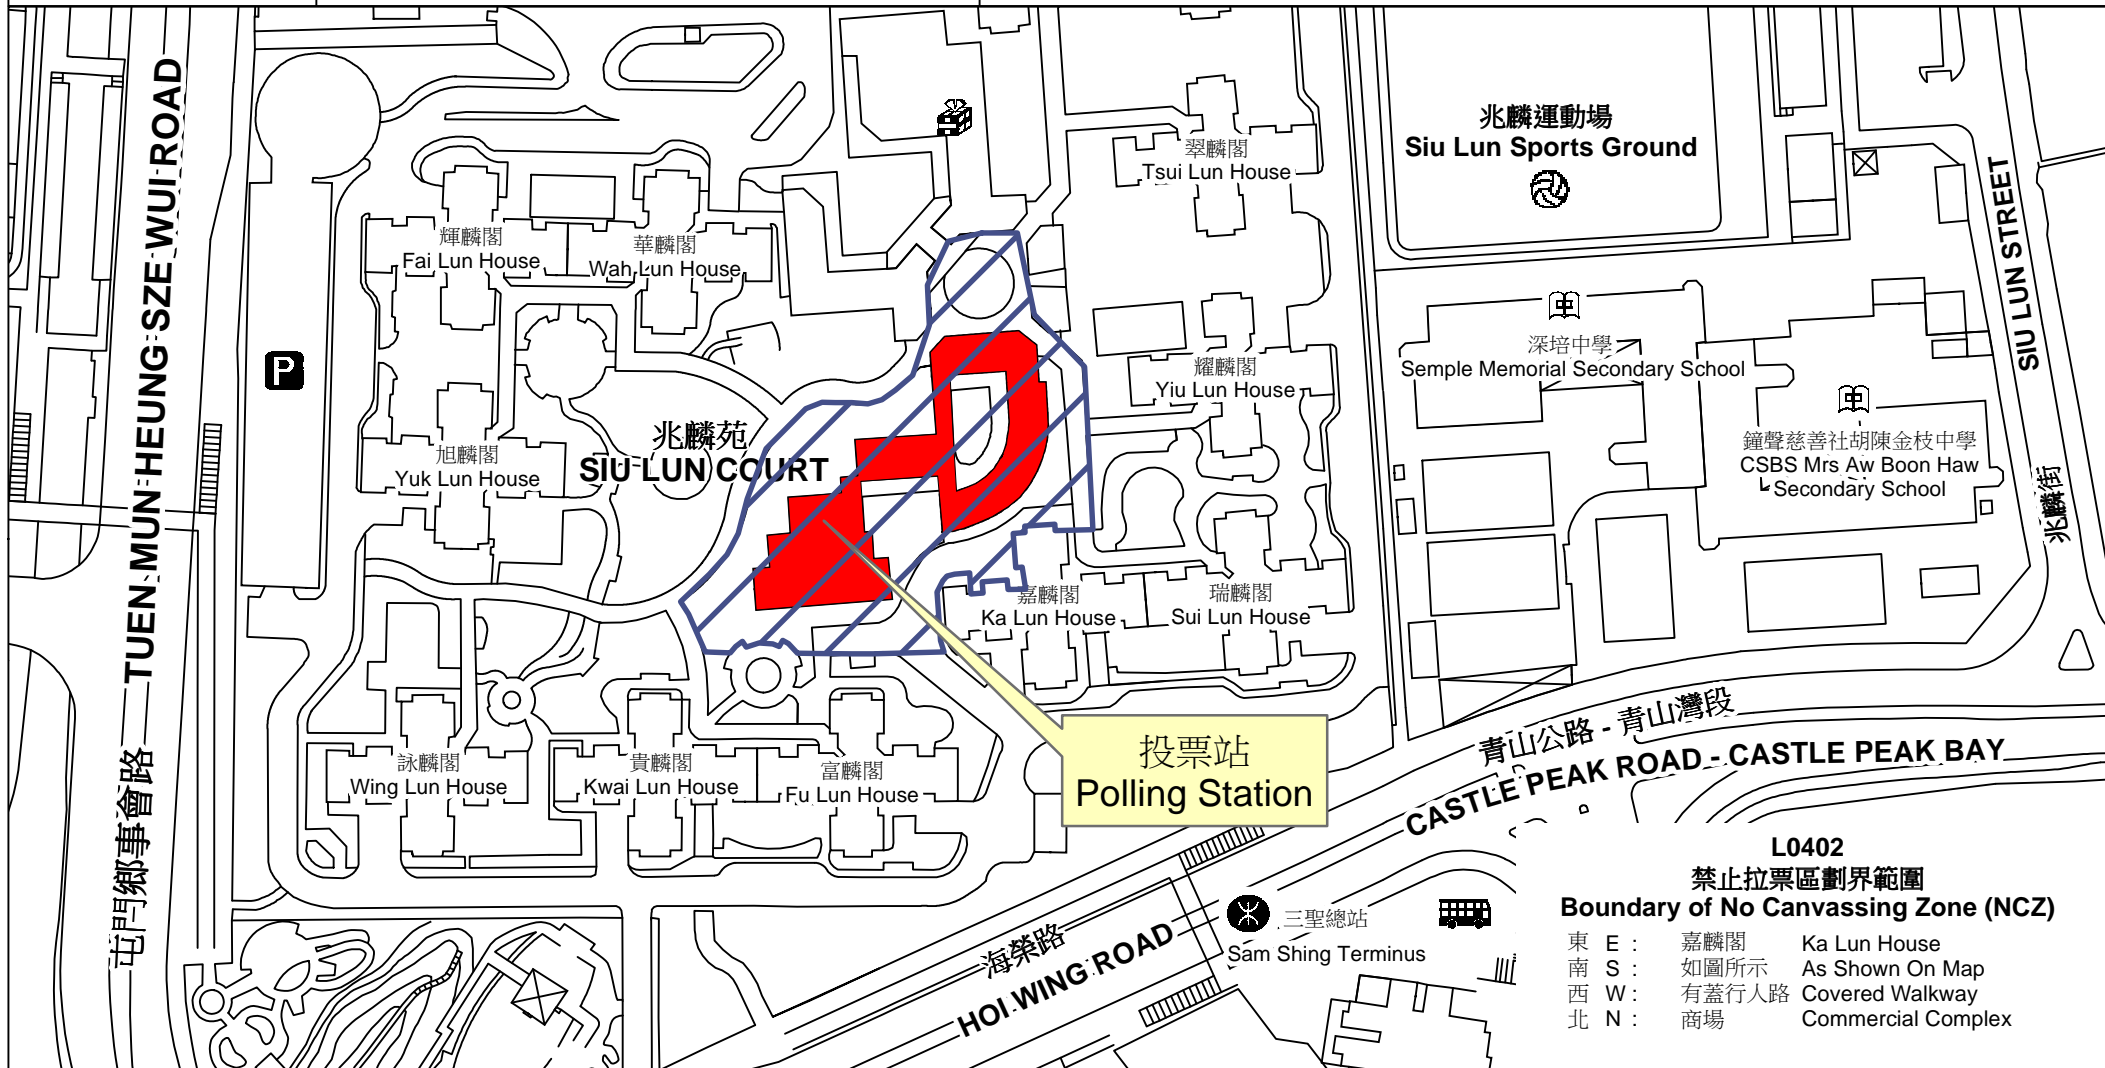 兆麟運動場
Siu Lun Sports Ground
翠麟閣
Tsui Lun House
輝麟閣
Fai Lun House
華麟閣
Wah Lun House
TUEN MUN HEUNG SZE WUI ROAD
屯門鄉事會路
P
SIU LUN STREET
兆麟街
中
深培中學
Semple Memorial Secondary School
耀麟閣
Yiu Lun House
中
鐘聲慈善社胡陳金枝中學
CSBS Mrs Aw Boon Haw
Secondary School
兆麟苑
SIU LUN COURT
旭麟閣
Yuk Lun House
嘉麟閣
Ka Lun House
瑞麟閣
Sui Lun House
投票站
Polling Station
詠麟閣
Wing Lun House
貴麟閣
Kwai Lun House
富麟閣
Fu Lun House
青山公路 - 青山灣段
CASTLE PEAK ROAD - CASTLE PEAK BAY
海榮路
HOI WING ROAD
三聖總站
Sam Shing Terminus
L0402
禁止拉票區劃界範圍
Boundary of No Canvassing Zone (NCZ)
東 E : 嘉麟閣 Ka Lun House
南 S : 如圖所示 As Shown On Map
西 W : 有蓋行人路 Covered Walkway
北 N : 商場 Commercial Complex